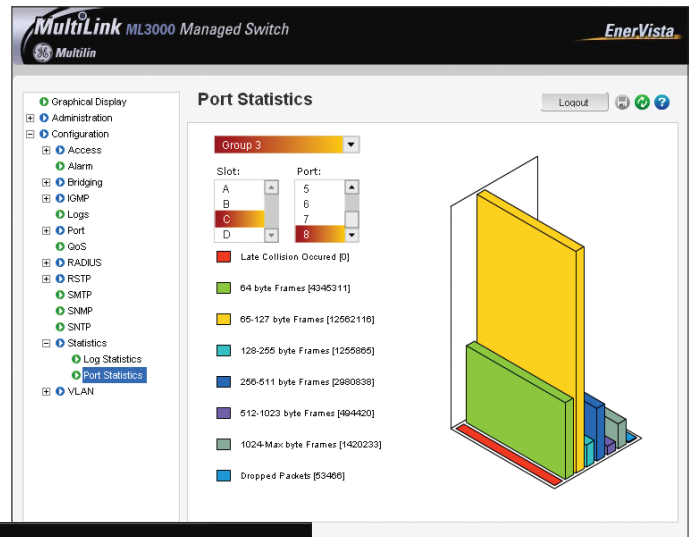 MultiLink ML3000 Managed Switch
Multilin
EnerVista
Graphical Display
Administration
Configuration
Access
Alarm
Bridging
IGMP
Logs
Port
QoS
RADIUS
RSTP
SMTP
SNMP
SNTP
Statistics
Log Statistics
Port Statistics
VLAN
Port Statistics
Logout
Group 3
Slot: Port:
A 5
B 6
C 7
D 8
Late Collision Occured [0]
64 byte Frames [4345311]
65-127 byte Frames [12562116]
128-255 byte Frames [1255865]
256-511 byte Frames [2980838]
512-1023 byte Frames [494420]
1024-Max byte Frames [1420233]
Dropped Packets [53466]